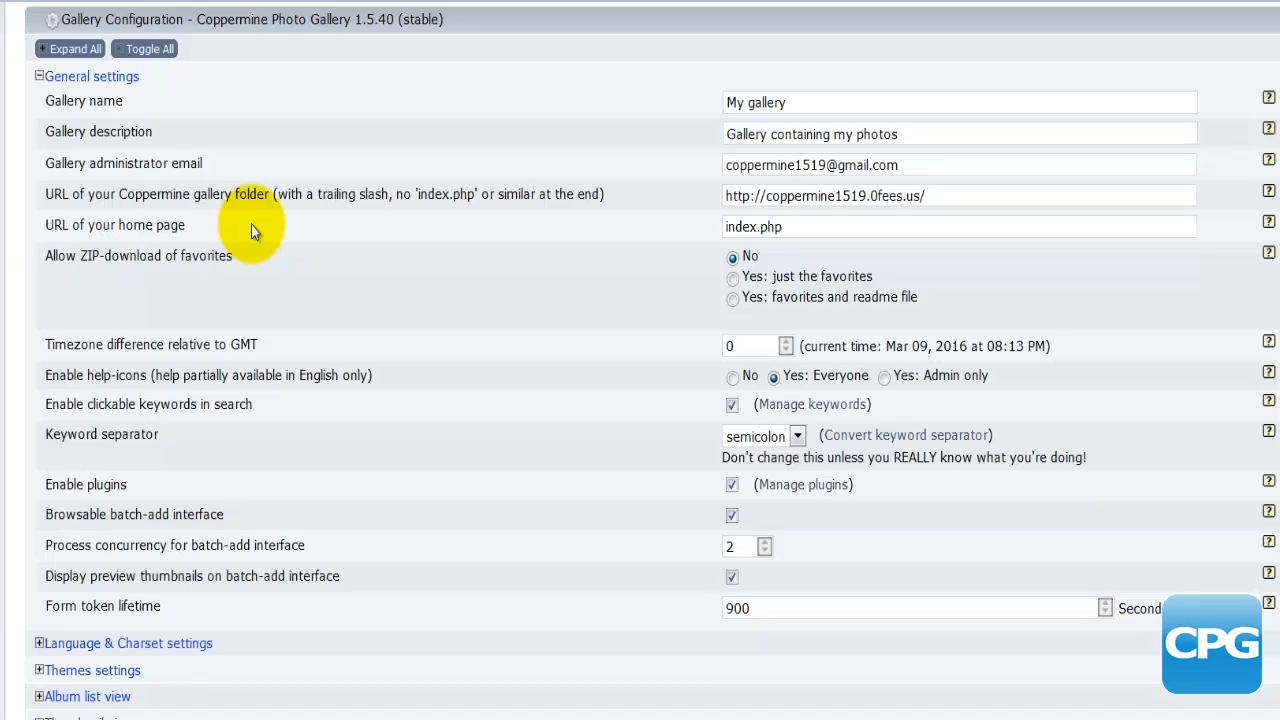 Gallery Configuration - Coppermine Photo Gallery 1.5.40 (stable)
Expand All Toggle All
General settings
Gallery name My gallery
Gallery description Gallery containing my photos
Gallery administrator email coppermine1519@gmail.com
URL of your Coppermine gallery folder (with a trailing slash, no 'index.php' or similar at the end) http://coppermine1519.0fees.us/
URL of your home page index.php
Allow ZIP-download of favorites No
Yes: just the favorites
Yes: favorites and readme file
Timezone difference relative to GMT 0 (current time: Mar 09, 2016 at 08:13 PM)
Enable help-icons (help partially available in English only) No Yes: Everyone Yes: Admin only
Enable clickable keywords in search (Manage keywords)
Keyword separator semicolon (Convert keyword separator)
Don't change this unless you REALLY know what you're doing!
Enable plugins (Manage plugins)
Browsable batch-add interface
Process concurrency for batch-add interface 2
Display preview thumbnails on batch-add interface
Form token lifetime 900 Second
CPG
Language & Charset settings
Themes settings
Album list view